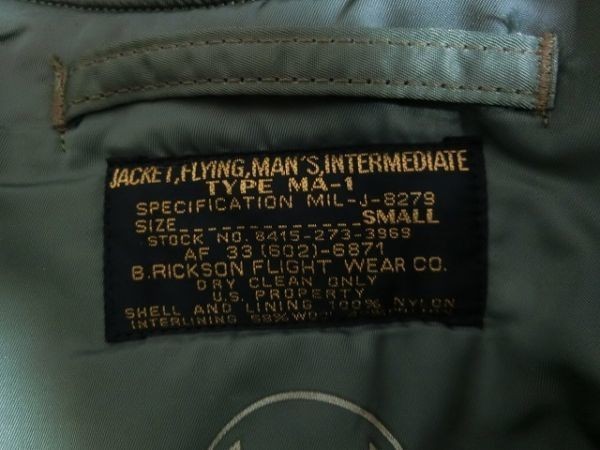 JACKET,FLYING,MAN'S,INTERMEDIATE
TYPE MA-1
SPECIFICATION MIL-J-8279
SIZE SMALL
STOCK NO. 8415-273-3969
AF 33(602)-6871
B.RICKSON FLIGHT WEAR CO.
DRY CLEAN ONLY
U.S. PROPERTY
SHELL AND LINING 100% NYLON
INTERLINING